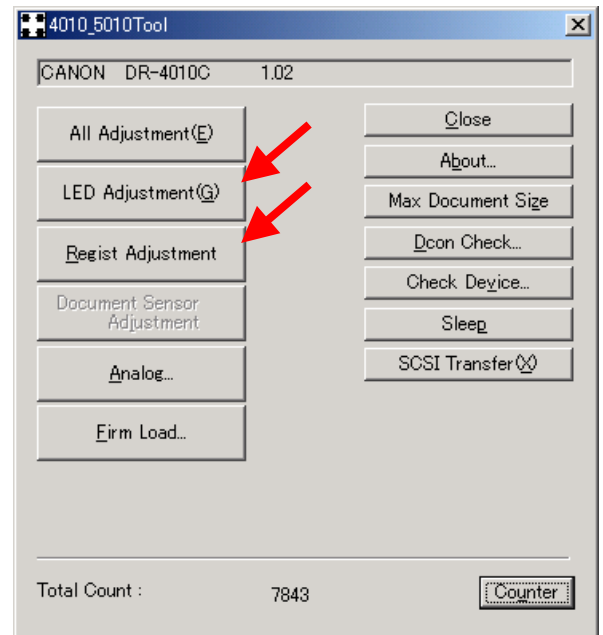 4010_5010Tool
CANON DR-4010C 1.02
All Adjustment(E)
LED Adjustment(G)
Regist Adjustment
Document Sensor
Adjustment
Analog...
Firm Load...
Close
About...
Max Document Size
Dcon Check...
Check Device...
Sleep
SCSI Transfer(X)
Total Count : 7843
Counter